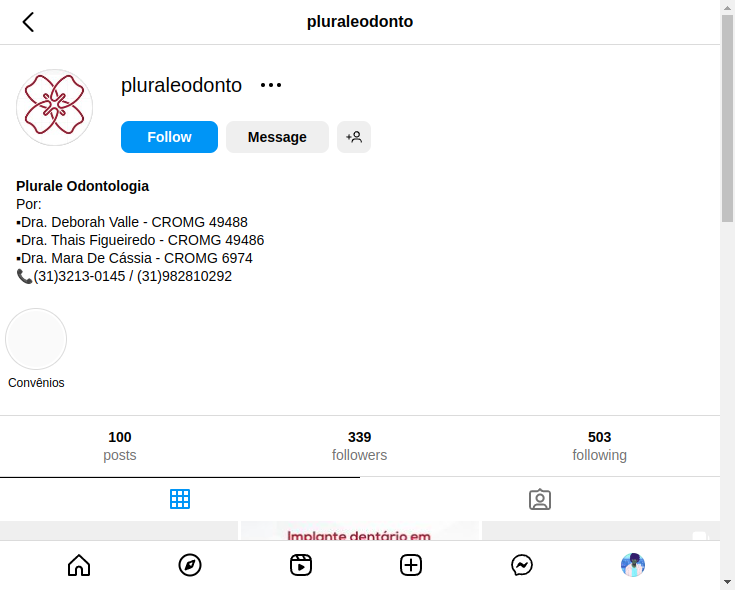 pluraleodonto
pluraleodonto
Follow
Message
Plurale Odontologia
Por:
▪Dra. Deborah Valle - CROMG 49488
▪Dra. Thais Figueiredo - CROMG 49486
▪Dra. Mara De Cássia - CROMG 6974
📞(31)3213-0145 / (31)982810292
Convênios
100
posts
339
followers
503
following
Implante dentário em